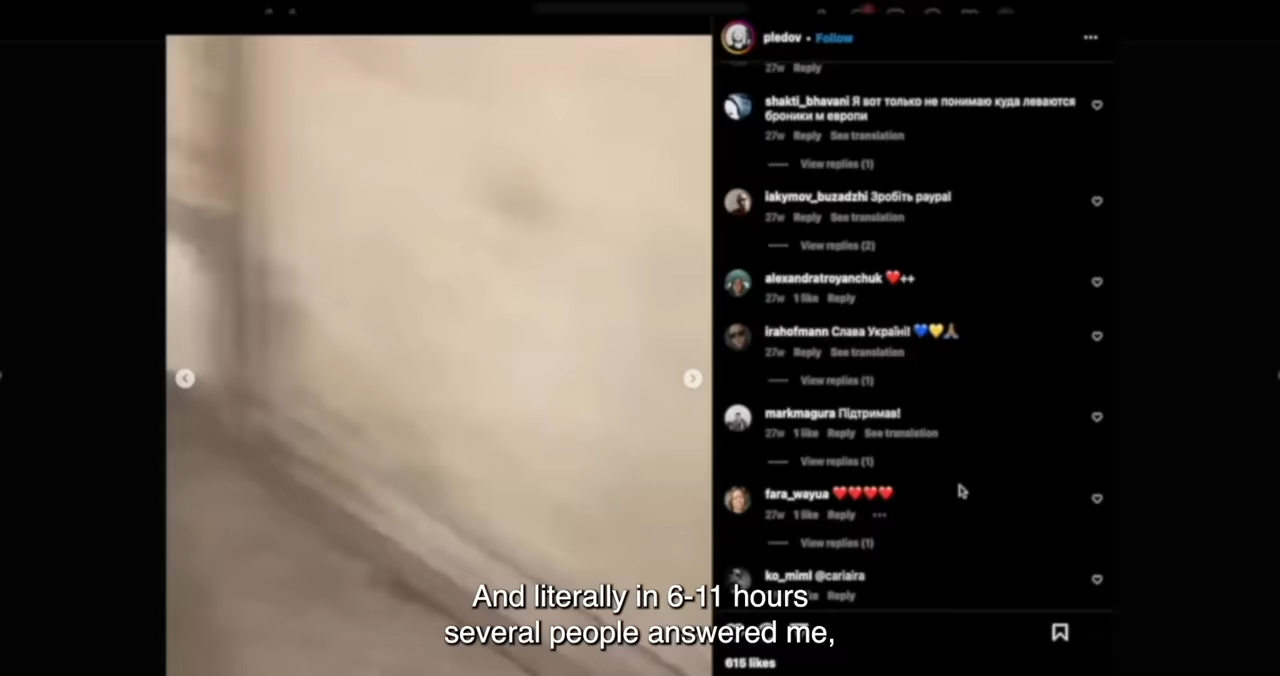 pledov • Follow
27w Reply
shakti_bhavani Я вот только не понимаю куда леваются
броники м европи
27w Reply See translation
View replies (1)
iakymov_buzadzhi Зробіть paypal
27w Reply See translation
View replies (2)
alexandratroyanchuk ❤️++
27w 1 like Reply
irahofmann Слава Україні! 💙💛🙏🏽
27w Reply See translation
View replies (1)
markmagura Підтримав!
27w 1 like Reply See translation
View replies (1)
fara_wayua ❤️❤️❤️❤️
27w 1 like Reply
View replies (1)
ko_miml @cariaira
Reply
And literally in 6-11 hours
several people answered me,
615 likes